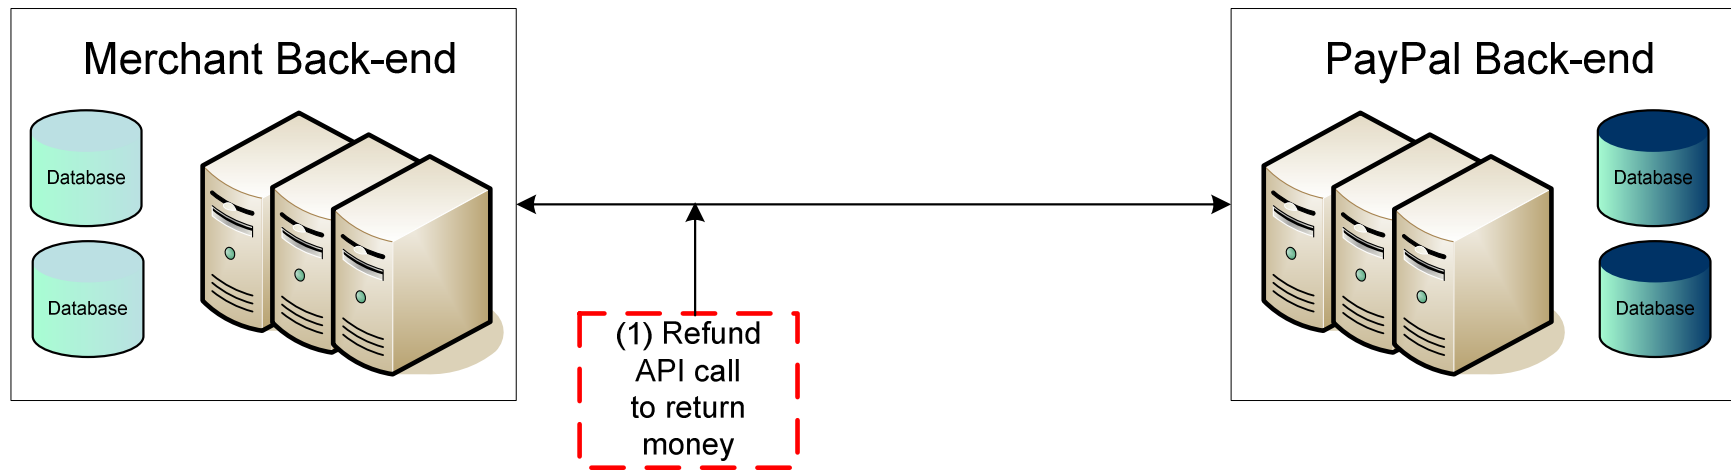 Merchant Back-end
PayPal Back-end
Database
Database
Database
Database
(1) Refund
API call
to return
money